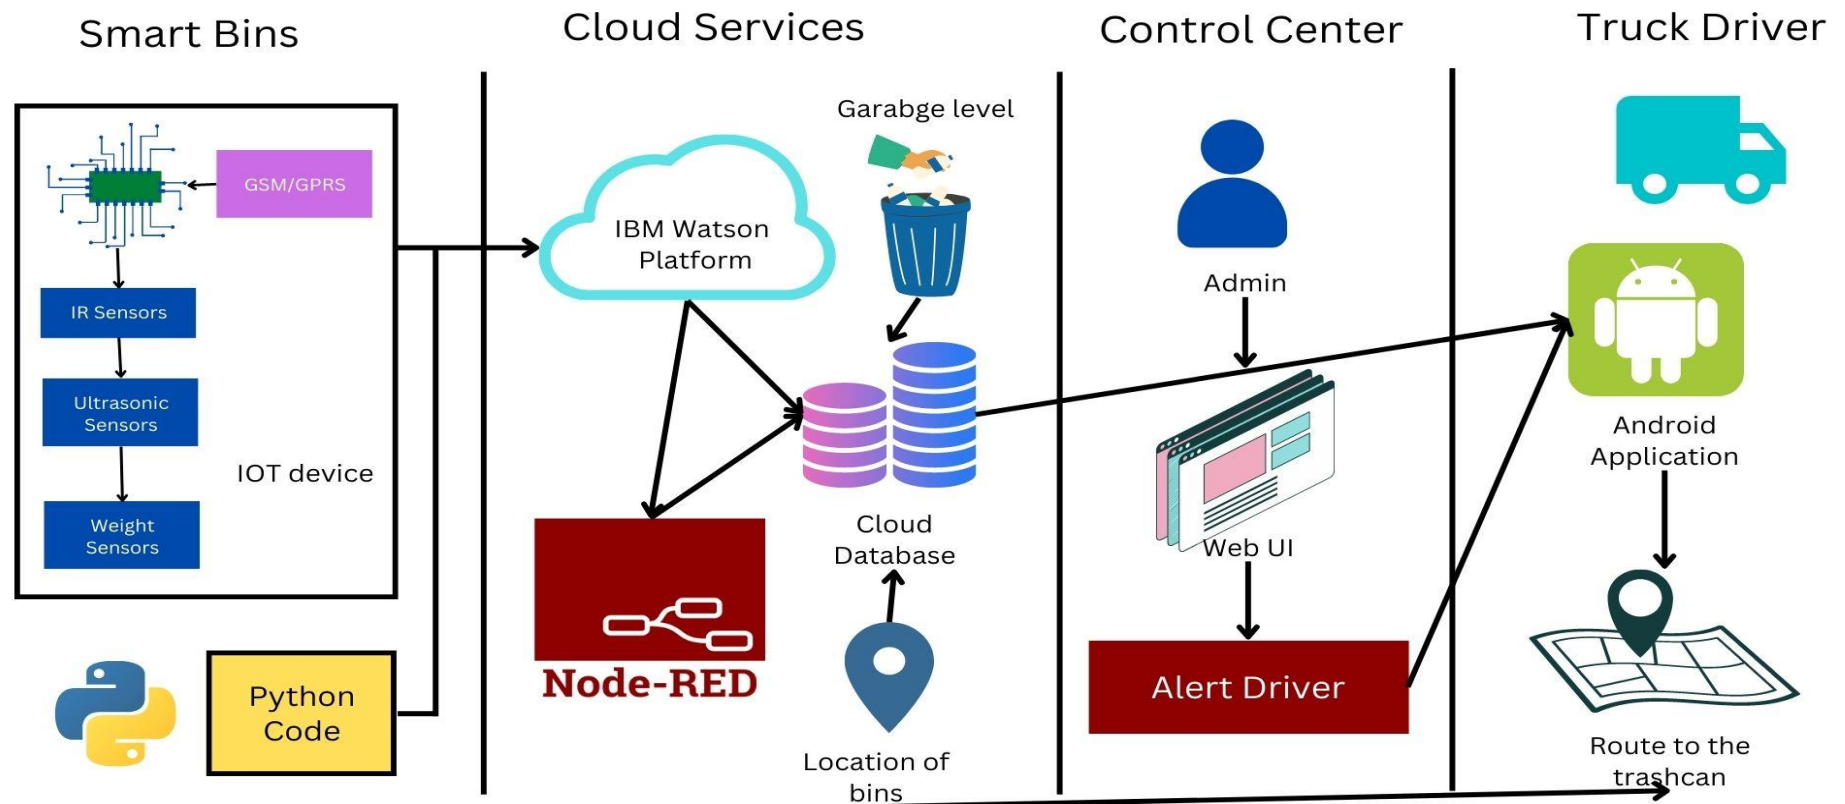 Smart Bins
Cloud Services
Control Center
Truck Driver
GSM/GPRS
IR Sensors
Ultrasonic
Sensors
IOT device
Weight
Sensors
Python
Code
Garabge level
IBM Watson
Platform
Cloud
Database
Node-RED
Location of
bins
Admin
Web UI
Alert Driver
Android
Application
Route to the
trashcan